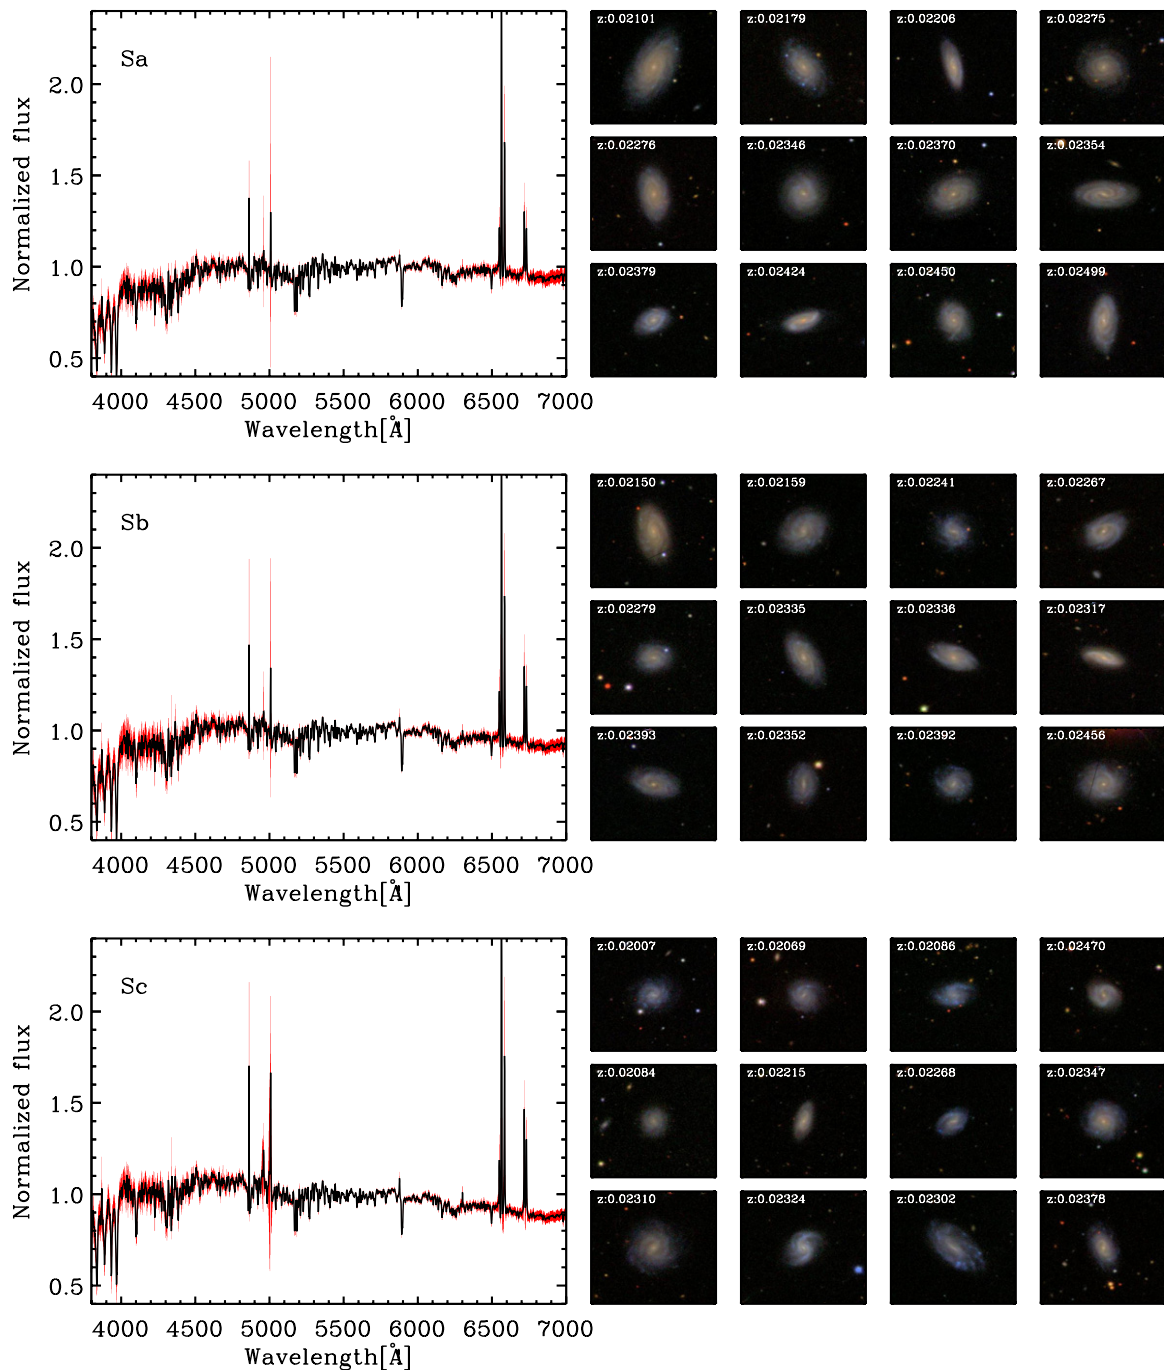 Sa
Normalized flux
2.0
1.5
1.0
0.5
4000 4500 5000 5500 6000 6500 7000
Wavelength[Å]
z:0.02101 z:0.02179 z:0.02206 z:0.02275
z:0.02276 z:0.02346 z:0.02370 z:0.02354
z:0.02379 z:0.02424 z:0.02450 z:0.02499
Sb
Normalized flux
2.0
1.5
1.0
0.5
4000 4500 5000 5500 6000 6500 7000
Wavelength[Å]
z:0.02150 z:0.02159 z:0.02241 z:0.02267
z:0.02279 z:0.02335 z:0.02336 z:0.02317
z:0.02393 z:0.02352 z:0.02392 z:0.02456
Sc
Normalized flux
2.0
1.5
1.0
0.5
4000 4500 5000 5500 6000 6500 7000
Wavelength[Å]
z:0.02007 z:0.02069 z:0.02086 z:0.02470
z:0.02084 z:0.02215 z:0.02268 z:0.02347
z:0.02310 z:0.02324 z:0.02302 z:0.02378